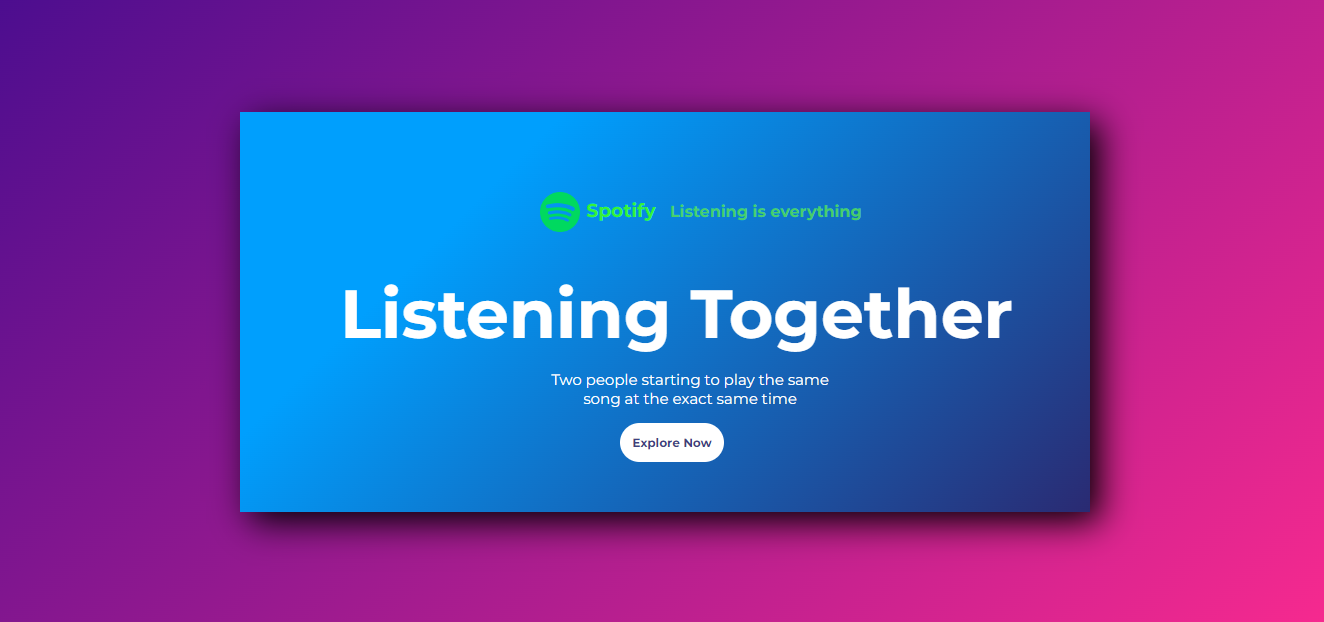 Spotify Listening is everything
Listening Together
Two people starting to play the same
song at the exact same time
Explore Now